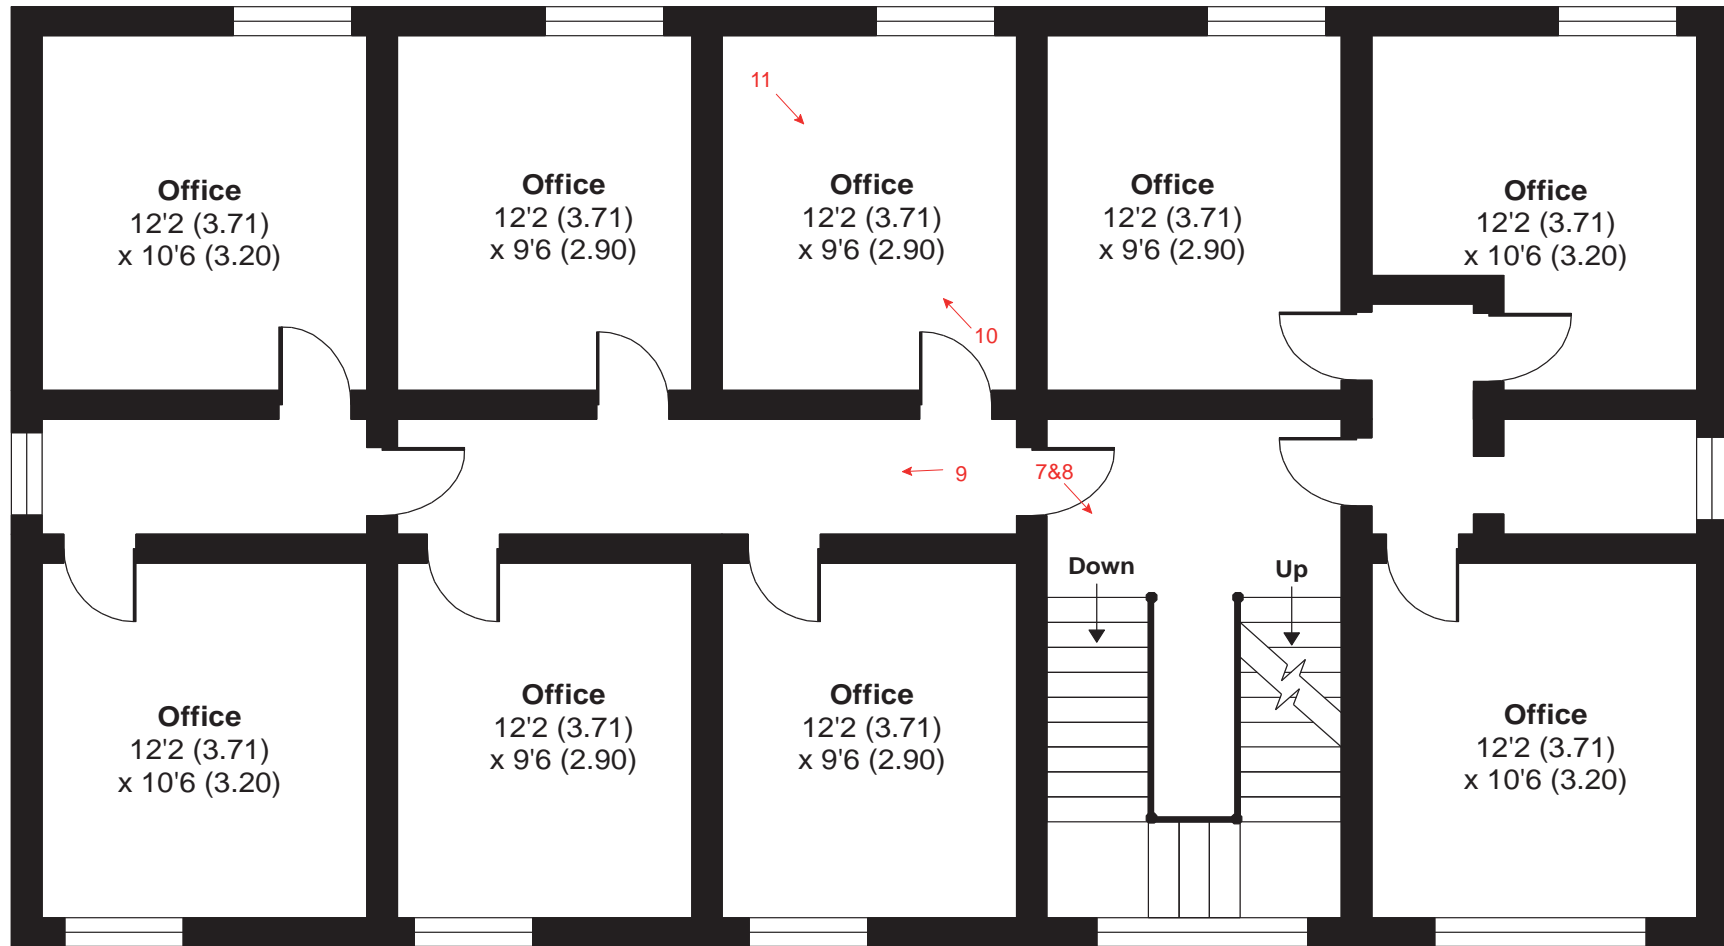 11
Office
12'2 (3.71)
x 10'6 (3.20)
Office
12'2 (3.71)
x 9'6 (2.90)
Office
12'2 (3.71)
x 9'6 (2.90)
Office
12'2 (3.71)
x 9'6 (2.90)
Office
12'2 (3.71)
x 10'6 (3.20)
10
9
7&8
Down
Up
Office
12'2 (3.71)
x 10'6 (3.20)
Office
12'2 (3.71)
x 9'6 (2.90)
Office
12'2 (3.71)
x 9'6 (2.90)
Office
12'2 (3.71)
x 10'6 (3.20)